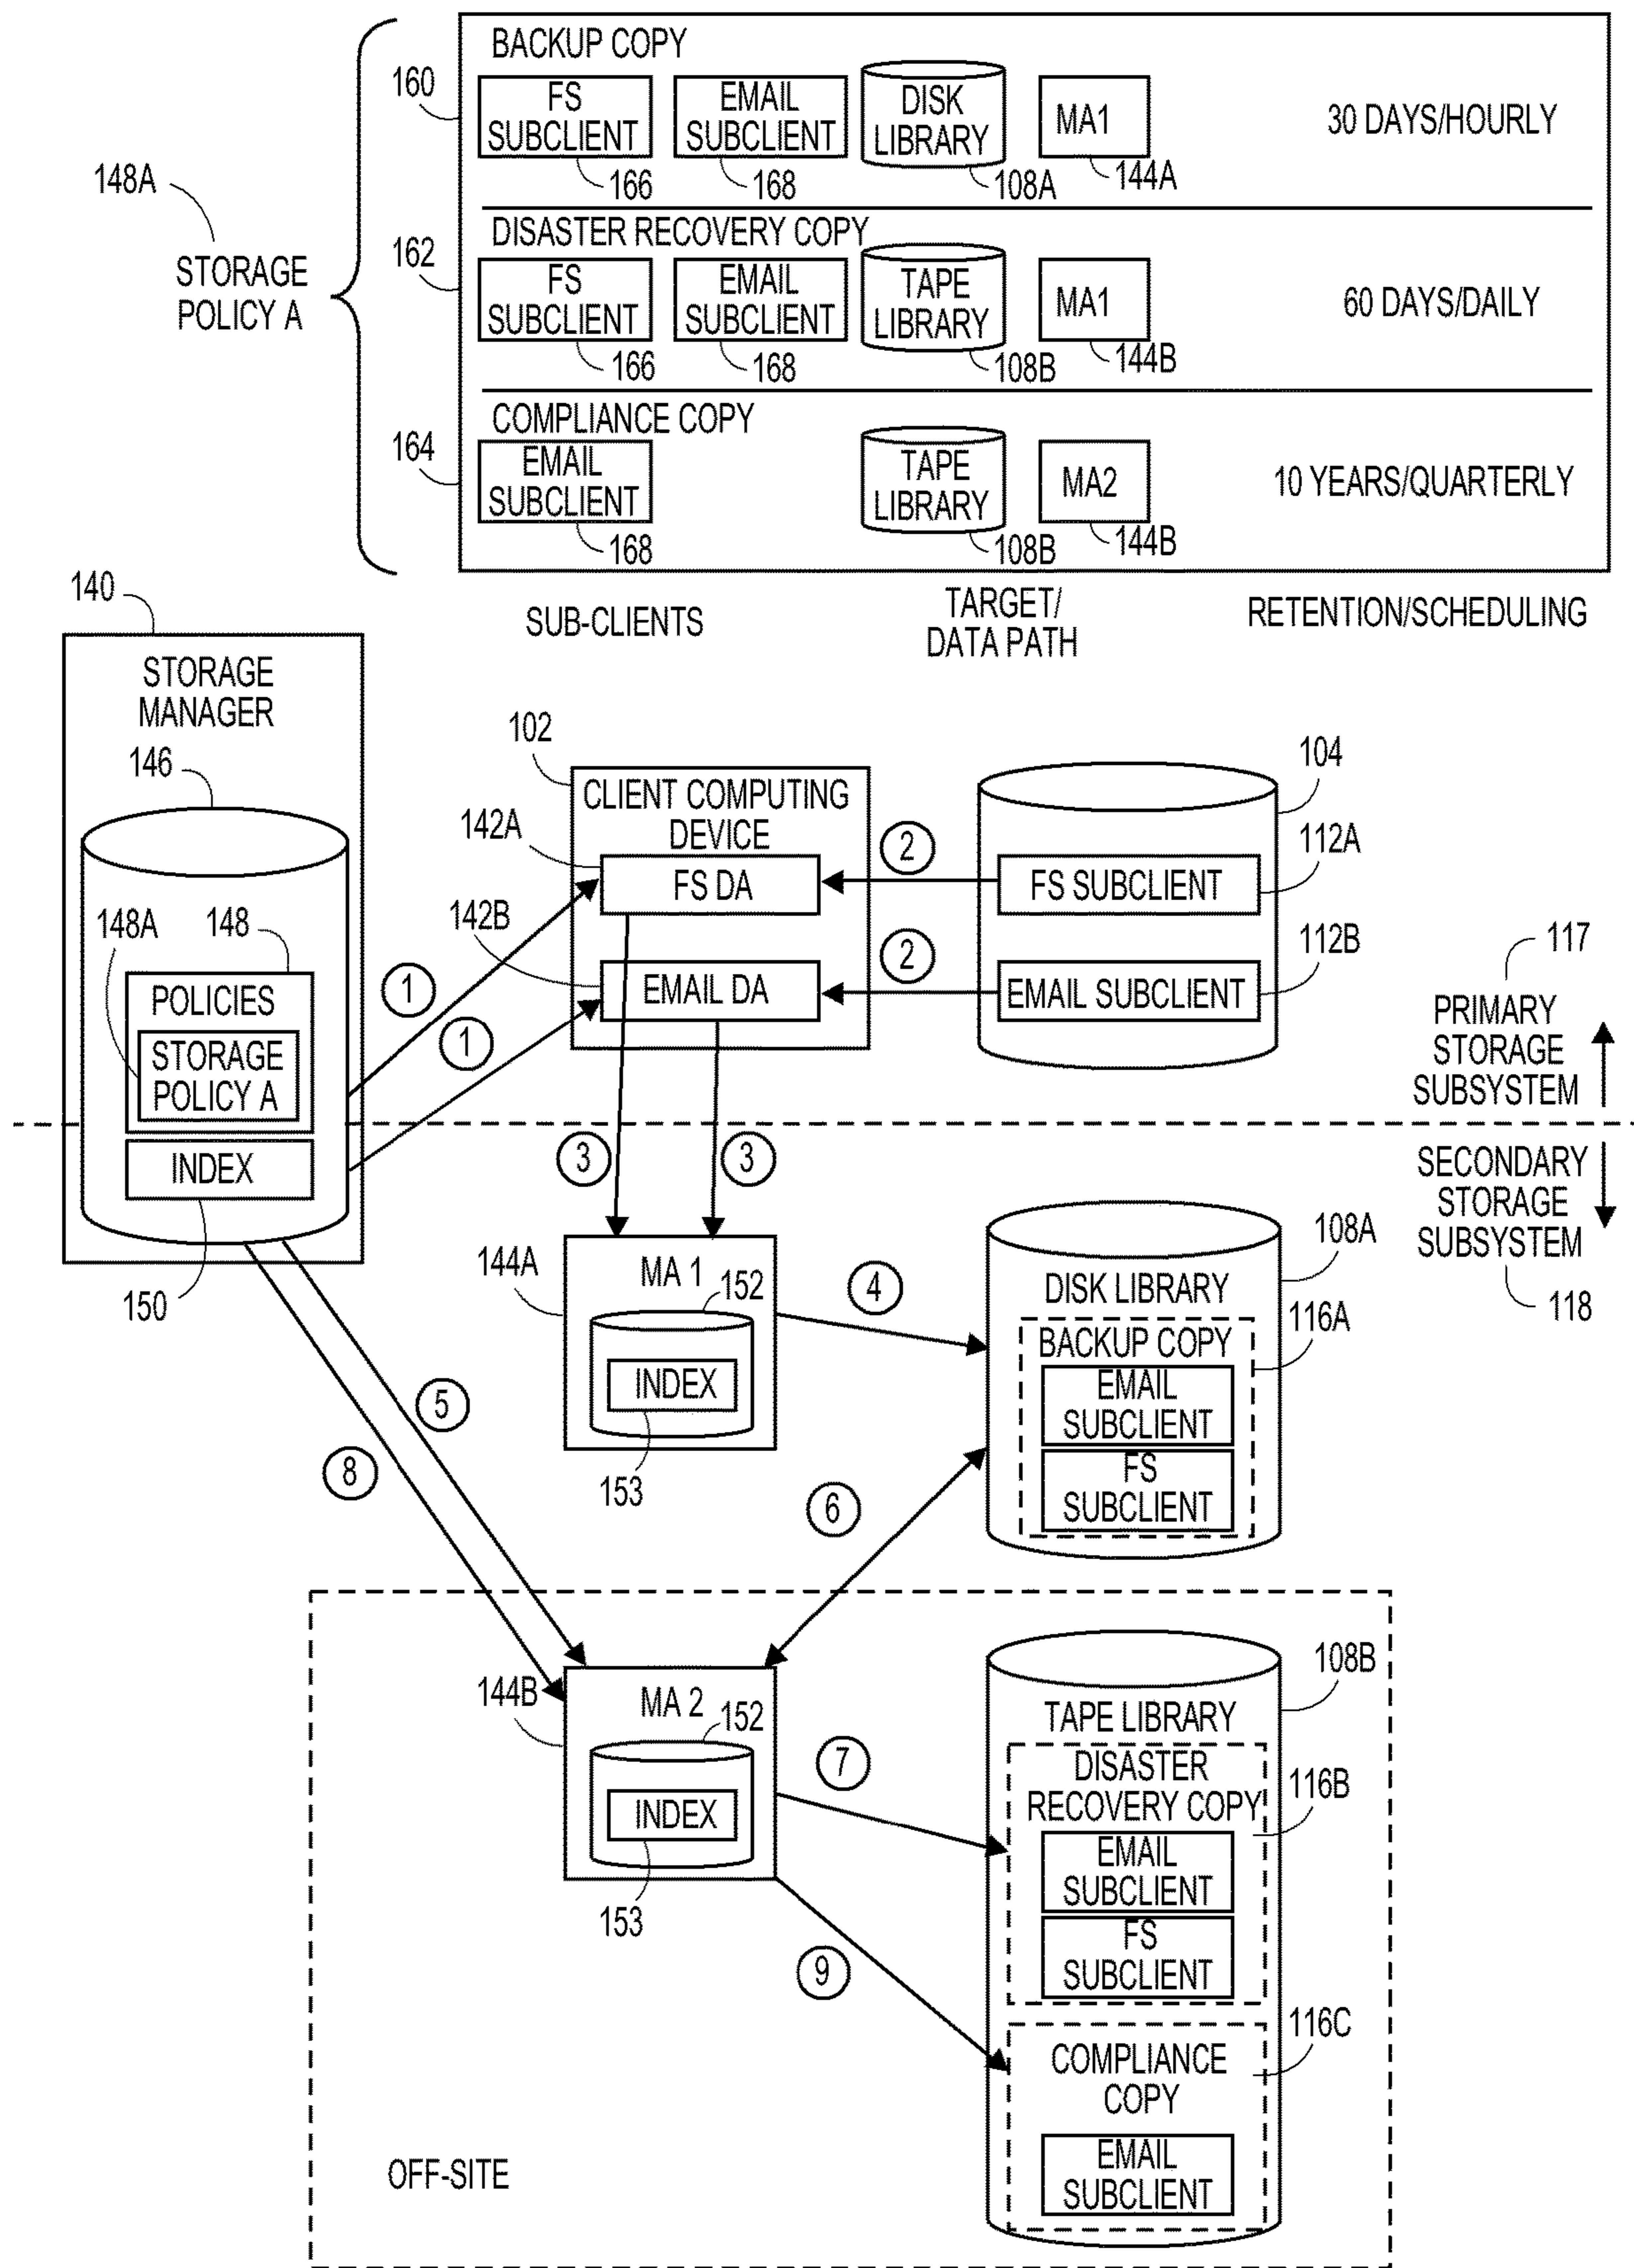 BACKUP COPY
160
FS
SUBCLIENT
166
EMAIL
SUBCLIENT
168
DISK
LIBRARY
108A
MA1
144A
30 DAYS/HOURLY
148A
STORAGE
POLICY A
DISASTER RECOVERY COPY
162
FS
SUBCLIENT
166
EMAIL
SUBCLIENT
168
TAPE
LIBRARY
108B
MA1
144B
60 DAYS/DAILY
COMPLIANCE COPY
164
EMAIL
SUBCLIENT
168
TAPE
LIBRARY
108B
MA2
144B
10 YEARS/QUARTERLY
SUB-CLIENTS
TARGET/
DATA PATH
RETENTION/SCHEDULING
140
STORAGE
MANAGER
146
148A
148
POLICIES
STORAGE
POLICY A
INDEX
150
1
1
102
CLIENT COMPUTING
DEVICE
142A
FS DA
142B
EMAIL DA
2
2
104
FS SUBCLIENT
112A
EMAIL SUBCLIENT
112B
117
PRIMARY
STORAGE
SUBSYSTEM
SECONDARY
STORAGE
SUBSYSTEM
118
3
3
144A
MA 1
152
INDEX
153
4
108A
DISK LIBRARY
BACKUP COPY
116A
EMAIL
SUBCLIENT
FS
SUBCLIENT
5
8
6
144B
MA 2
152
INDEX
153
7
9
108B
TAPE LIBRARY
DISASTER
RECOVERY COPY
116B
EMAIL
SUBCLIENT
FS
SUBCLIENT
116C
COMPLIANCE
COPY
EMAIL
SUBCLIENT
OFF-SITE